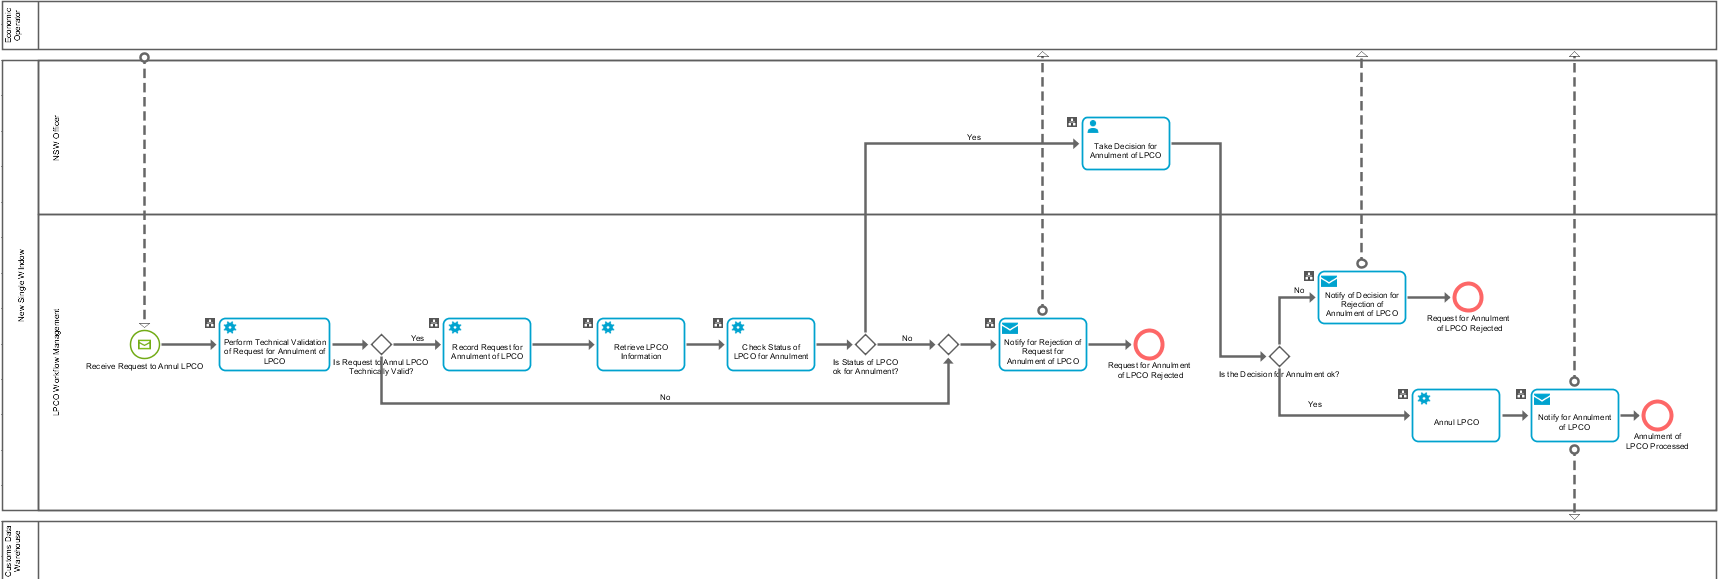 Economic
Operator
New Single Window
NSW Officer
Yes
Take Decision for
Annulment of LPCO
LPCO Workflow Management
Receive Request to Annul LPCO
Perform Technical Validation
of Request for Annulment of
LPCO
Is Request to Annul LPCO
Technically Valid?
Yes
No
Record Request for
Annulment of LPCO
Retrieve LPCO
Information
Check Status of
LPCO for Annulment
Is Status of LPCO
ok for Annulment?
No
Notify for Rejection of
Request for
Annulment of LPCO
Request for Annulment
of LPCO Rejected
Is the Decision for Annulment ok?
No
Notify of Decision for
Rejection of
Annulment of LPCO
Request for Annulment
of LPCO Rejected
Yes
Annul LPCO
Notify for Annulment
of LPCO
Annulment of
LPCO Processed
Customs Data
Warehouse